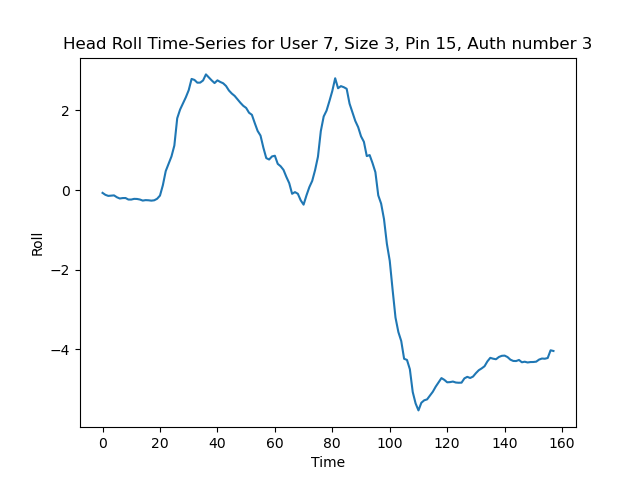 Head Roll Time-Series for User 7, Size 3, Pin 15, Auth number 3
2
0
−2
−4
Roll
0 20 40 60 80 100 120 140 160
Time